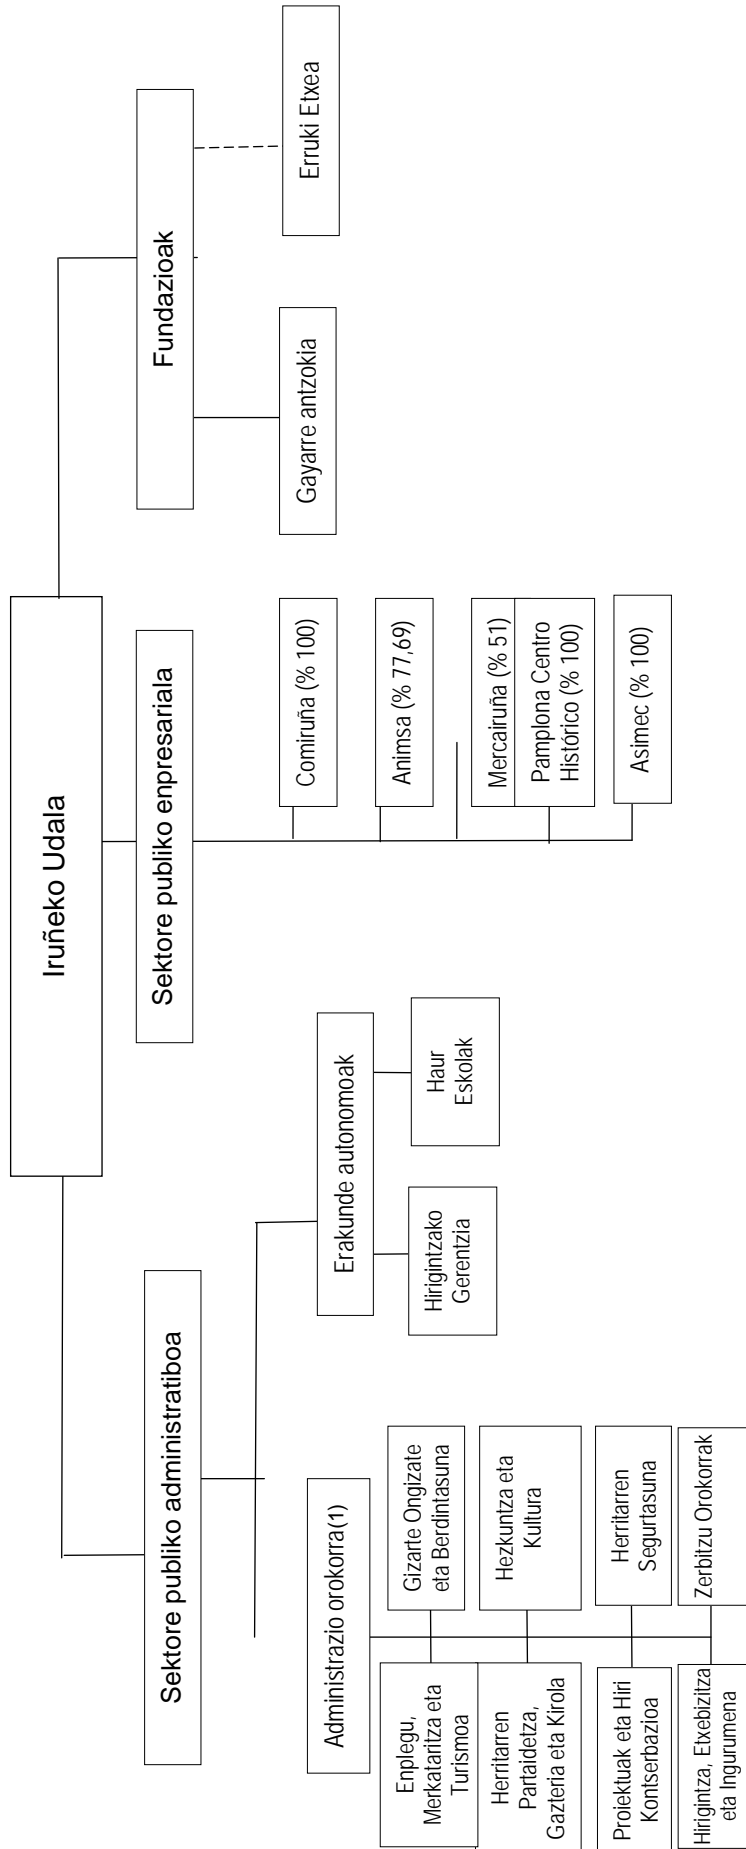 Iruñeko Udala
Sektore publiko administratiboa
Sektore publiko enpresariala
Fundazioak
Administrazio orokorra(1)
Enplegu,
Merkataritza eta
Turismoa
Gizarte Ongizate
eta Berdintasuna
Herritarren
Partaidetza,
Gazteria eta Kirola
Hezkuntza eta
Kultura
Proiektuak eta Hiri
Kontserbazioa
Herritarren
Segurtasuna
Hirigintza, Etxebizitza
eta Ingurumena
Zerbitzu Orokorrak
Erakunde autonomoak
Hirigintzako
Gerentzia
Haur
Eskolak
Comiruña (% 100)
Animsa (% 77,69)
Mercairuña (% 51)
Pamplona Centro
Histórico (% 100)
Asimec (% 100)
Gayarre antzokia
Erruki Etxea